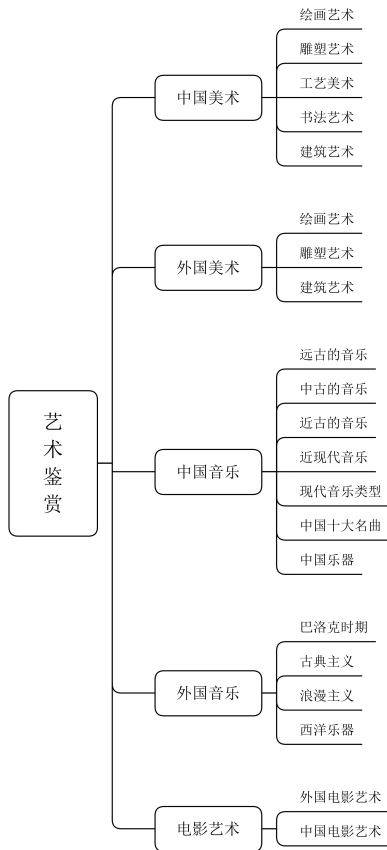 艺术鉴赏
中国美术
绘画艺术
雕塑艺术
工艺美术
书法艺术
建筑艺术
外国美术
绘画艺术
雕塑艺术
建筑艺术
中国音乐
远古的音乐
中古的音乐
近古的音乐
近现代音乐
现代音乐类型
中国十大名曲
中国乐器
外国音乐
巴洛克时期
古典主义
浪漫主义
西洋乐器
电影艺术
外国电影艺术
中国电影艺术